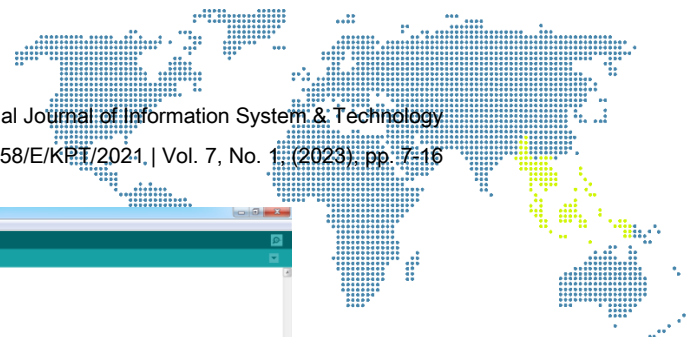 al Journal of Information System & Technology
58/E/KPT/2021 | Vol. 7, No. 1, (2023), pp. 7-16